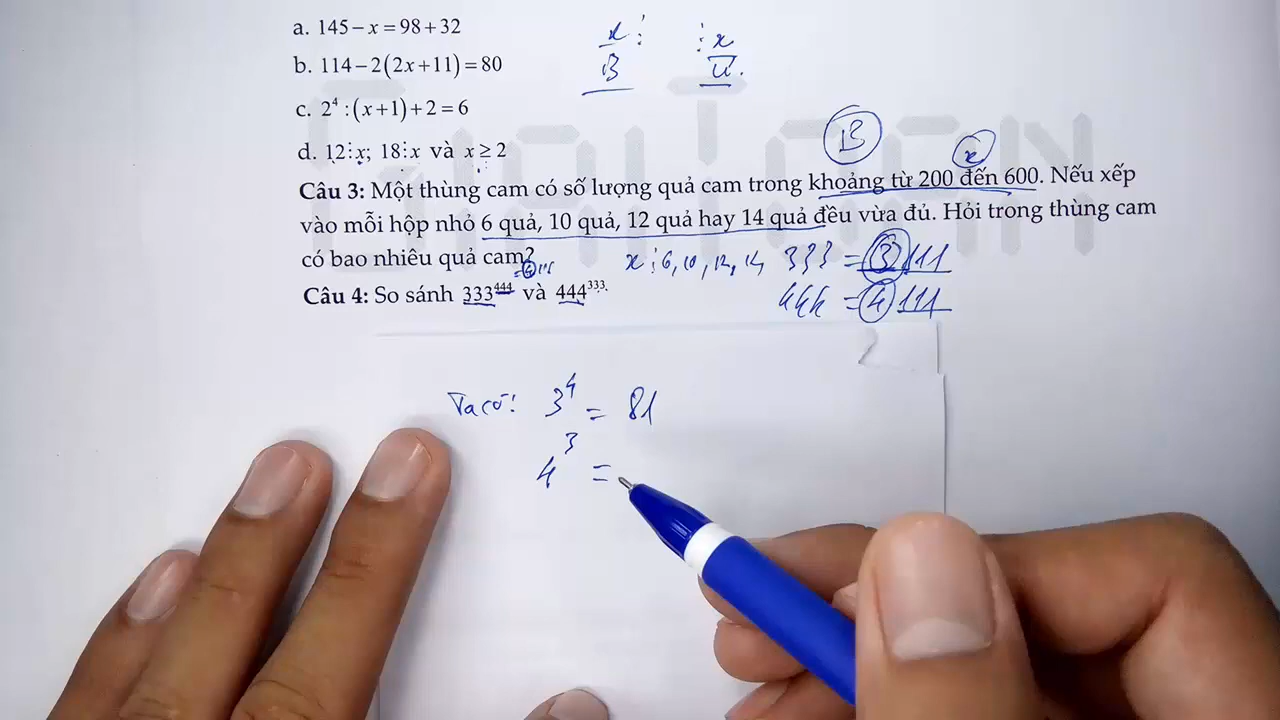 a. 145 − x = 98 + 32
b. 114 − 2(2x + 11) = 80
c. 2⁴ : (x + 1) + 2 = 6
d. 12⋮x; 18⋮x và x ≥ 2
x⋮ ⋮x
B Ư.
B
x
Câu 3: Một thùng cam có số lượng quả cam trong khoảng từ 200 đến 600. Nếu xếp
vào mỗi hộp nhỏ 6 quả, 10 quả, 12 quả hay 14 quả đều vừa đủ. Hỏi trong thùng cam
có bao nhiêu quả cam?
x⋮6, 10, 12, 14 333 = 3.111
Câu 4: So sánh 333⁴⁴⁴ và 444³³³.
444 = 4.111
Ta có: 3⁴ = 81
4³ =